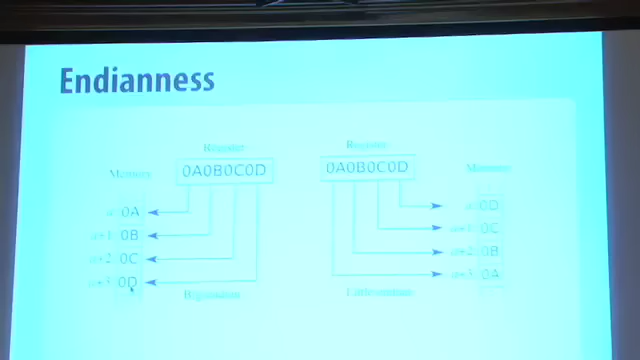 Endianness
Register
0A0B0C0D
Memory
a: 0A
a+1: 0B
a+2: 0C
a+3: 0D
Big-endian
Register
0A0B0C0D
Memory
a: 0D
a+1: 0C
a+2: 0B
a+3: 0A
Little-endian